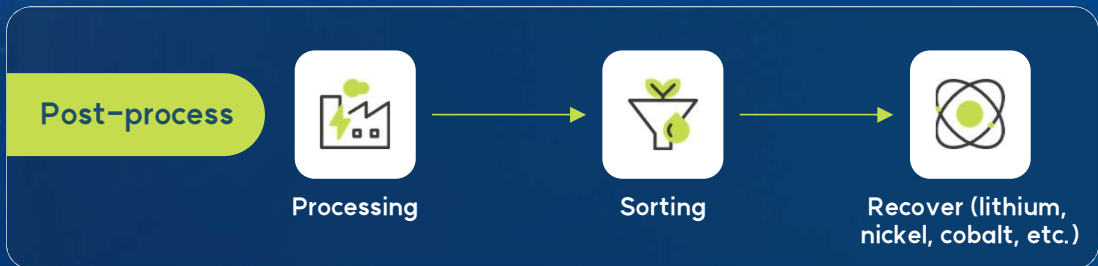 Post-process
Processing
Sorting
Recover (lithium,
nickel, cobalt, etc.)